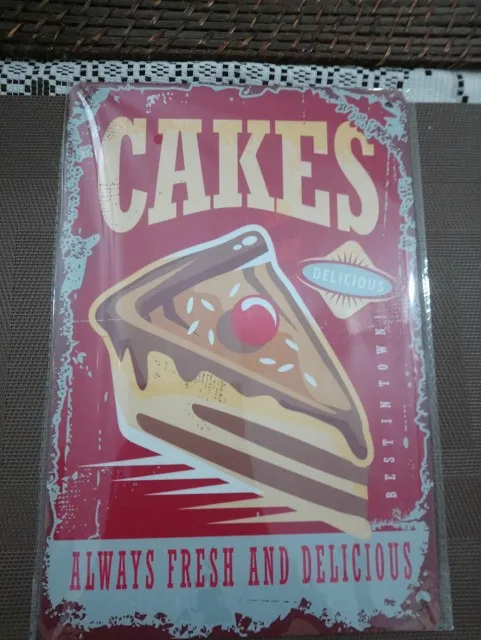 CAKES
DELICIOUS
BEST IN TOWN!
ALWAYS FRESH AND DELICIOUS